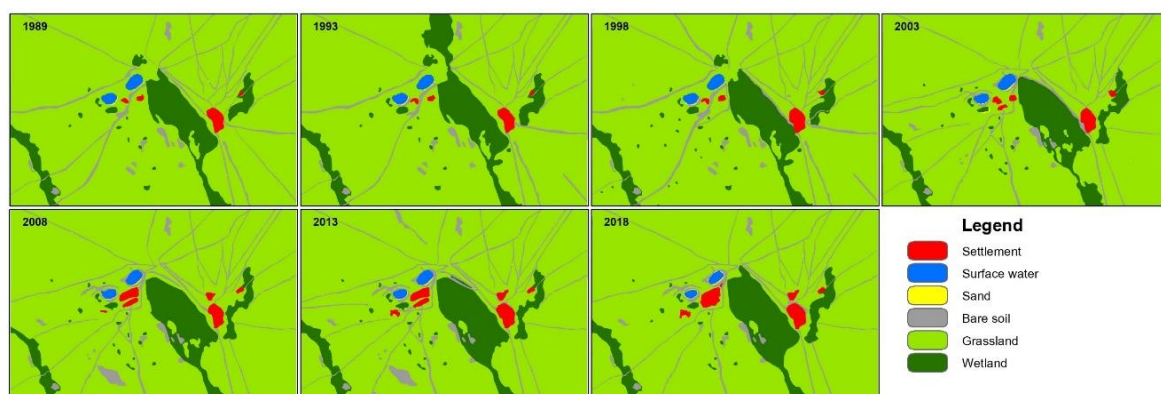 1989
1993
1998
2003
2008
2013
2018
Legend
Settlement
Surface water
Sand
Bare soil
Grassland
Wetland